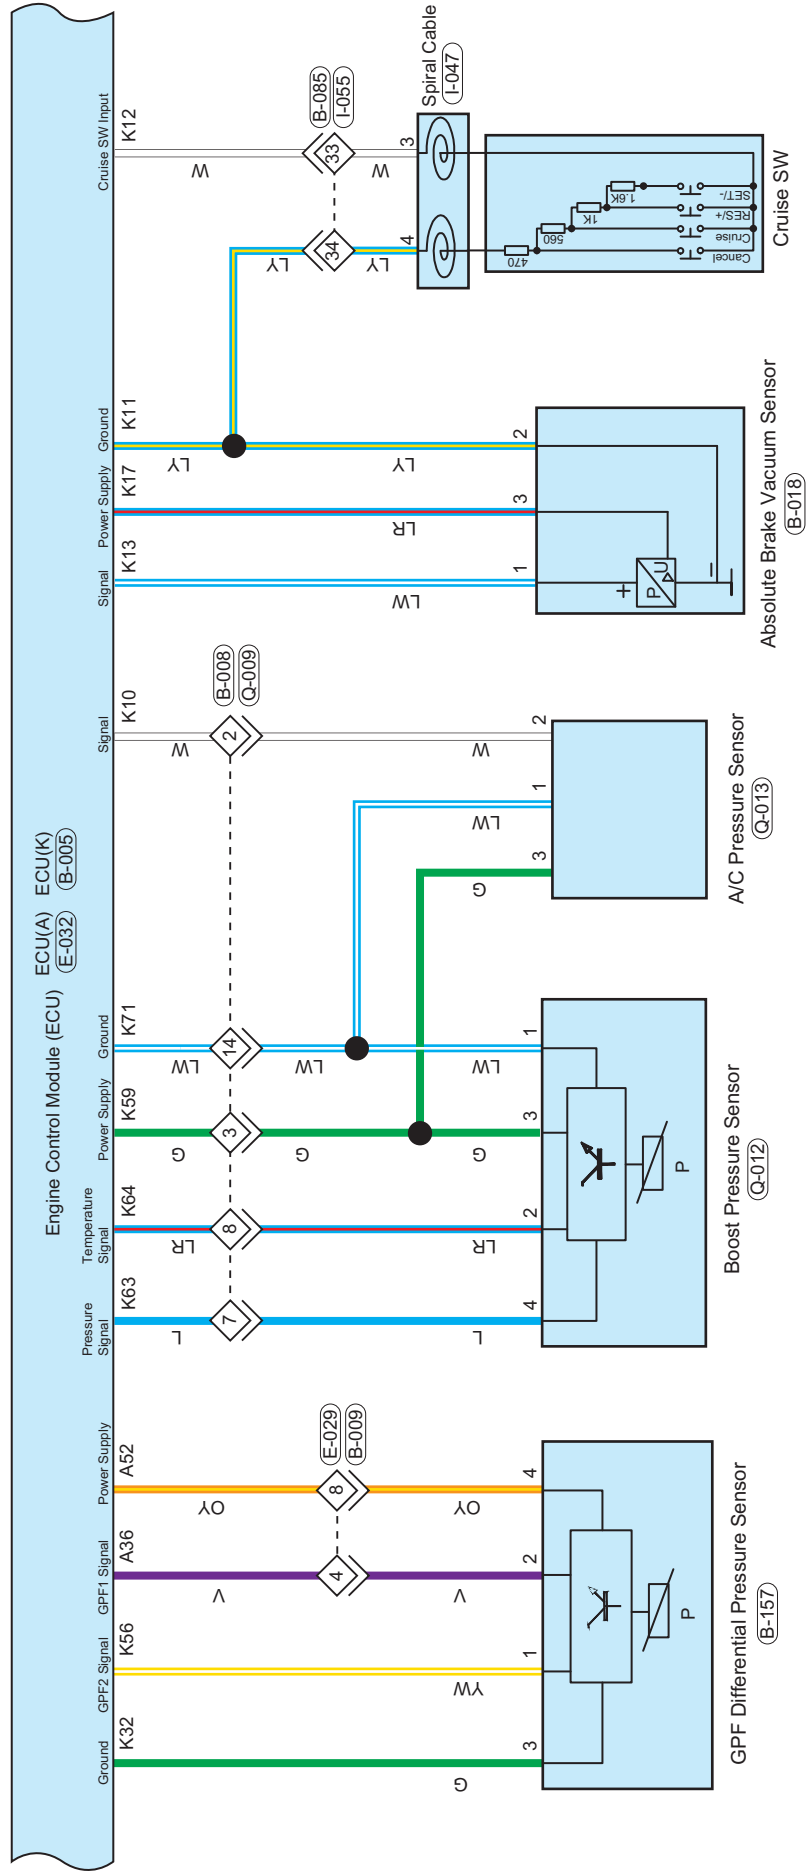 Engine Control Module (ECU)
ECU(A)
E-032
ECU(K)
B-005
Ground
GPF2 Signal
GPF1 Signal
Power Supply
Pressure
Signal
Temperature
Signal
Power Supply
Ground
Signal
Signal
Power Supply
Ground
Cruise SW Input
K32
K56
A36
A52
K63
K64
K59
K71
K10
K13
K17
K11
K12
V
OY
L
LR
G
LW
W
LY
W
4
8
E-029
B-009
7
8
3
14
2
B-008
Q-009
LY
34
33
B-085
I-055
G
LW
LY
W
G
YW
V
OY
L
LR
G
LW
G
LW
W
LW
LR
LY
3
1
2
4
4
2
3
1
3
1
2
1
3
2
4
3
Spiral Cable
I-047
P
GPF Differential Pressure Sensor
B-157
P
Boost Pressure Sensor
Q-012
A/C Pressure Sensor
Q-013
+
P
U
−
Absolute Brake Vacuum Sensor
B-018
470
560
1K
1.6K
Cancel
Cruise
RES/+
SET/-
Cruise SW